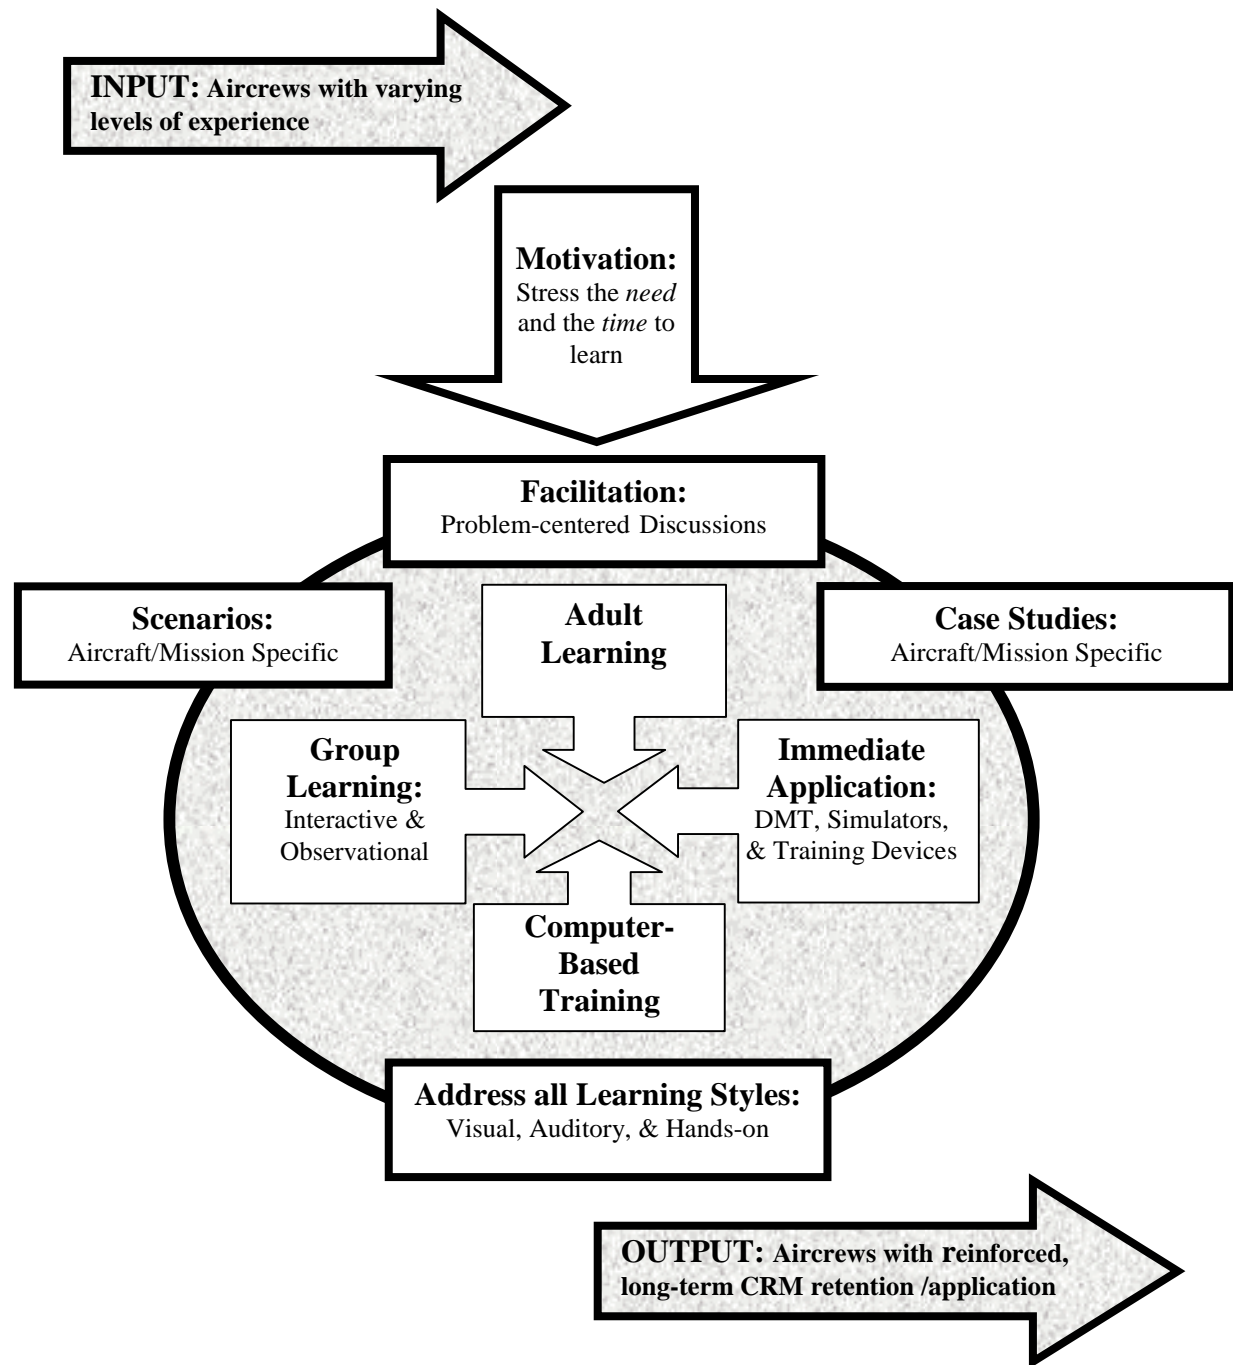 INPUT: Aircrews with varying
levels of experience
Motivation:
Stress the need
and the time to
learn
Facilitation:
Problem-centered Discussions
Scenarios:
Aircraft/Mission Specific
Case Studies:
Aircraft/Mission Specific
Adult
Learning
Group
Learning:
Interactive &
Observational
Immediate
Application:
DMT, Simulators,
& Training Devices
Computer-
Based
Training
Address all Learning Styles:
Visual, Auditory, & Hands-on
OUTPUT: Aircrews with reinforced,
long-term CRM retention /application